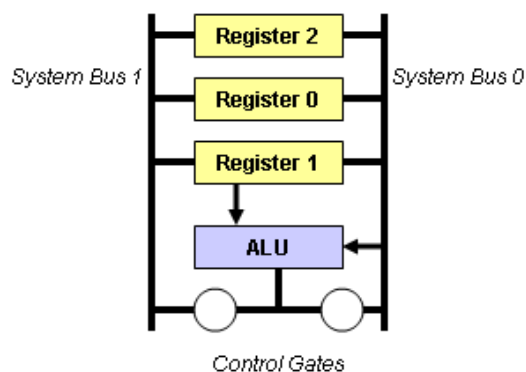 Register 2
System Bus 1
System Bus 0
Register 0
Register 1
ALU
Control Gates